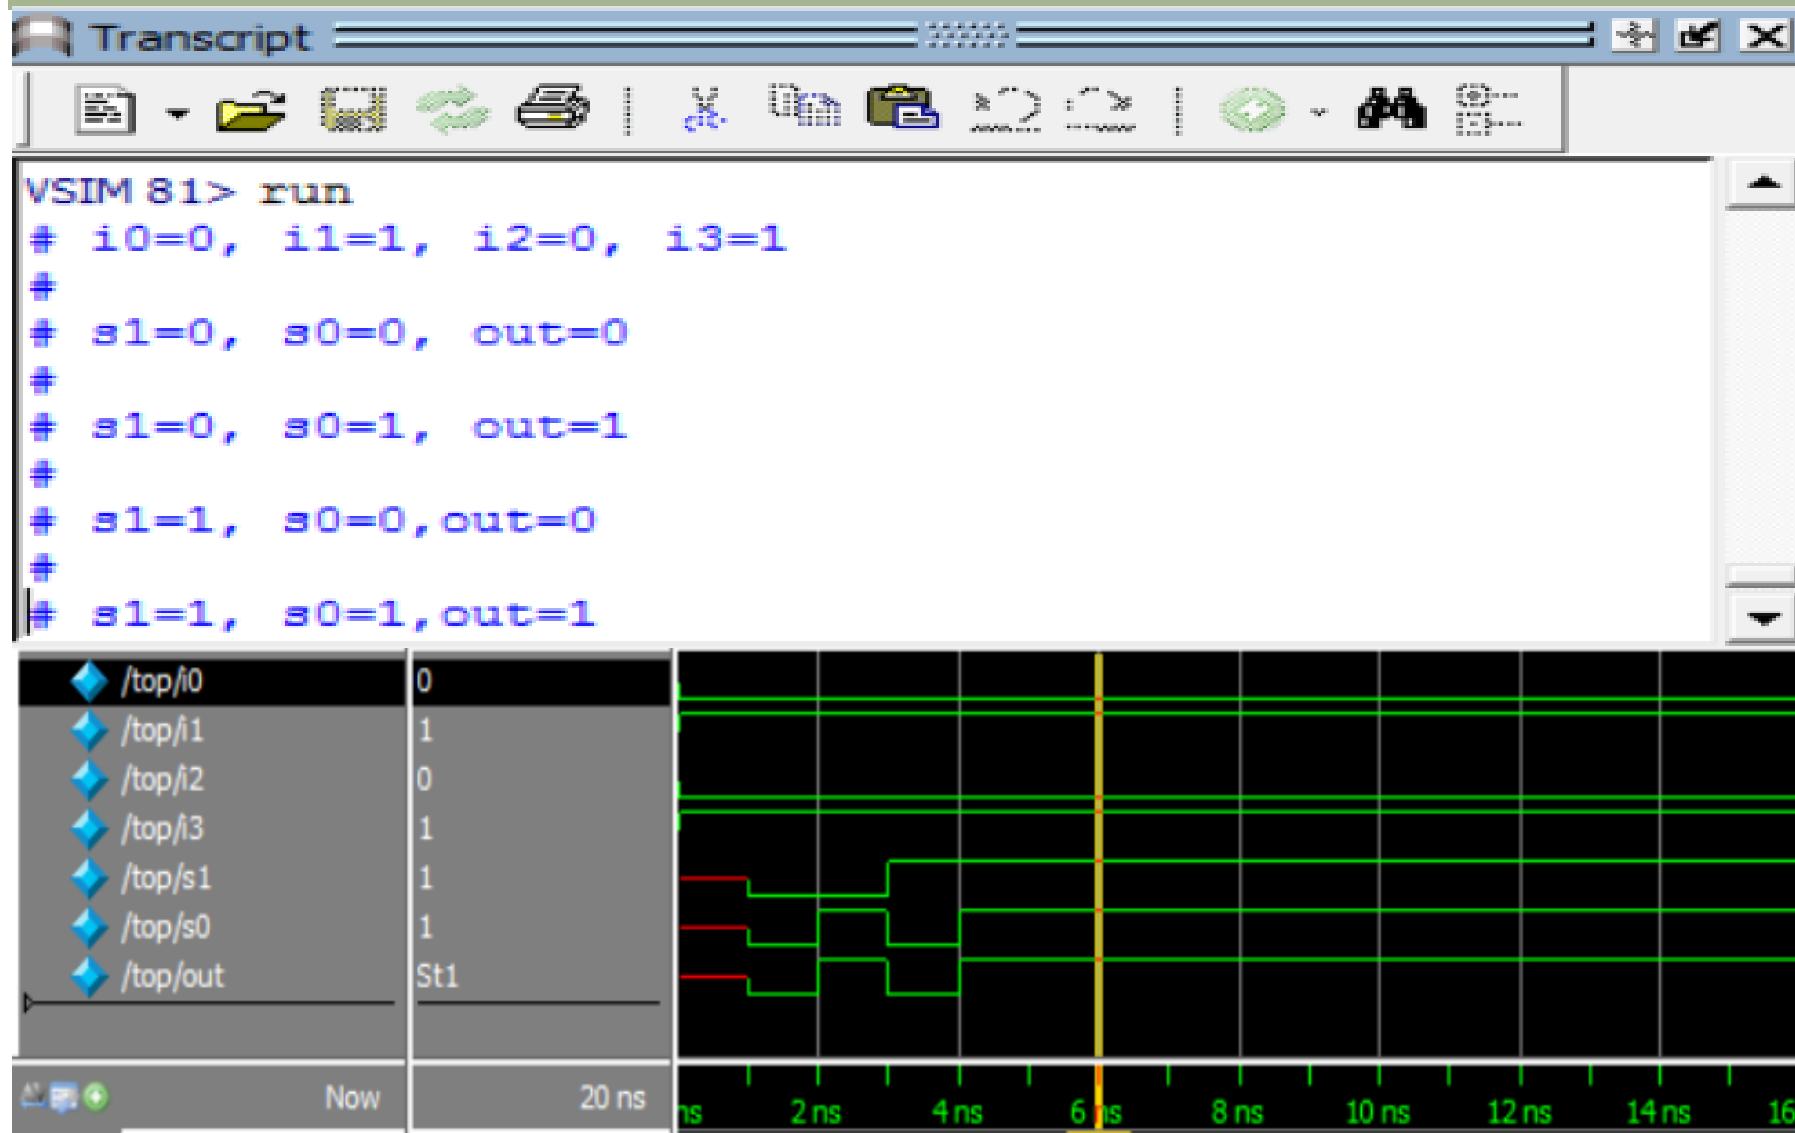 Transcript
VSIM 81> run
# i0=0, i1=1, i2=0, i3=1
#
# s1=0, s0=0, out=0
#
# s1=0, s0=1, out=1
#
# s1=1, s0=0,out=0
#
# s1=1, s0=1,out=1
/top/i0 0
/top/i1 1
/top/i2 0
/top/i3 1
/top/s1 1
/top/s0 1
/top/out St1
Now 20 ns
ns 2 ns 4 ns 6 ns 8 ns 10 ns 12 ns 14 ns 16